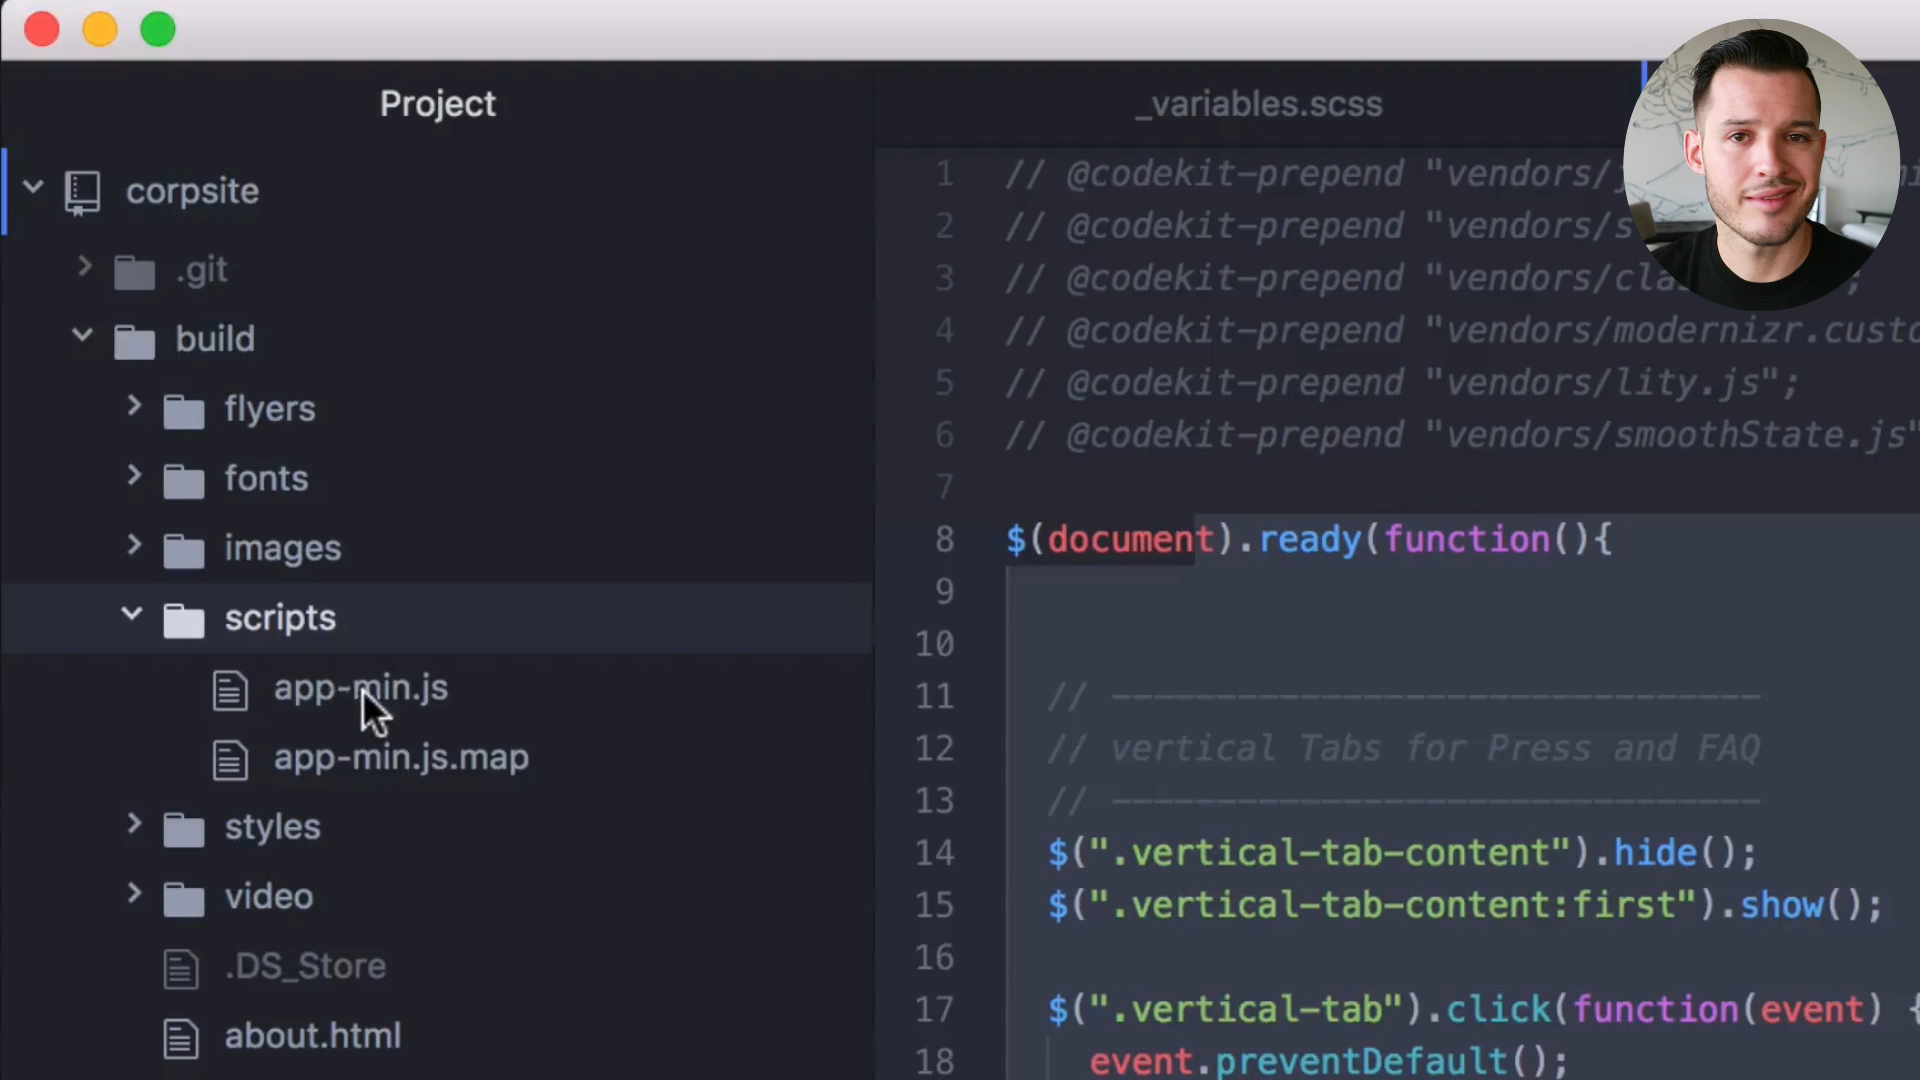 Project
corpsite
.git
build
flyers
fonts
images
scripts
app-min.js
app-min.js.map
styles
video
.DS_Store
about.html
_variables.scss
1 // @codekit-prepend "vendors/
2 // @codekit-prepend "vendors/
3 // @codekit-prepend "vendors/
4 // @codekit-prepend "vendors/modernizr.custo
5 // @codekit-prepend "vendors/lity.js";
6 // @codekit-prepend "vendors/smoothState.js"
7
8 $(document).ready(function(){
9
10
11 // -------------------------------
12 // vertical Tabs for Press and FAQ
13 // -------------------------------
14 $(".vertical-tab-content").hide();
15 $(".vertical-tab-content:first").show();
16
17 $(".vertical-tab").click(function(event) {
18 event.preventDefault();